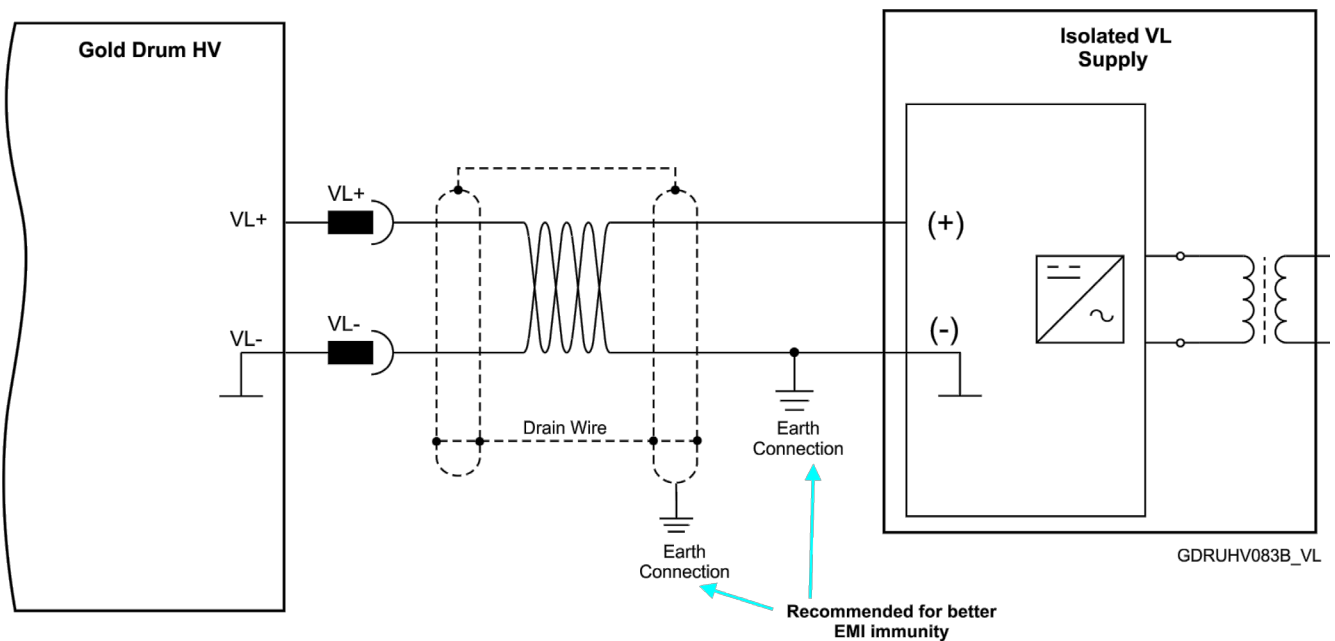 Gold Drum HV
Isolated VL
Supply
VL+
VL+
(+)
VL-
VL-
(-)
Drain Wire
Earth
Connection
Earth
Connection
GDRUHV083B_VL
Recommended for better
EMI immunity